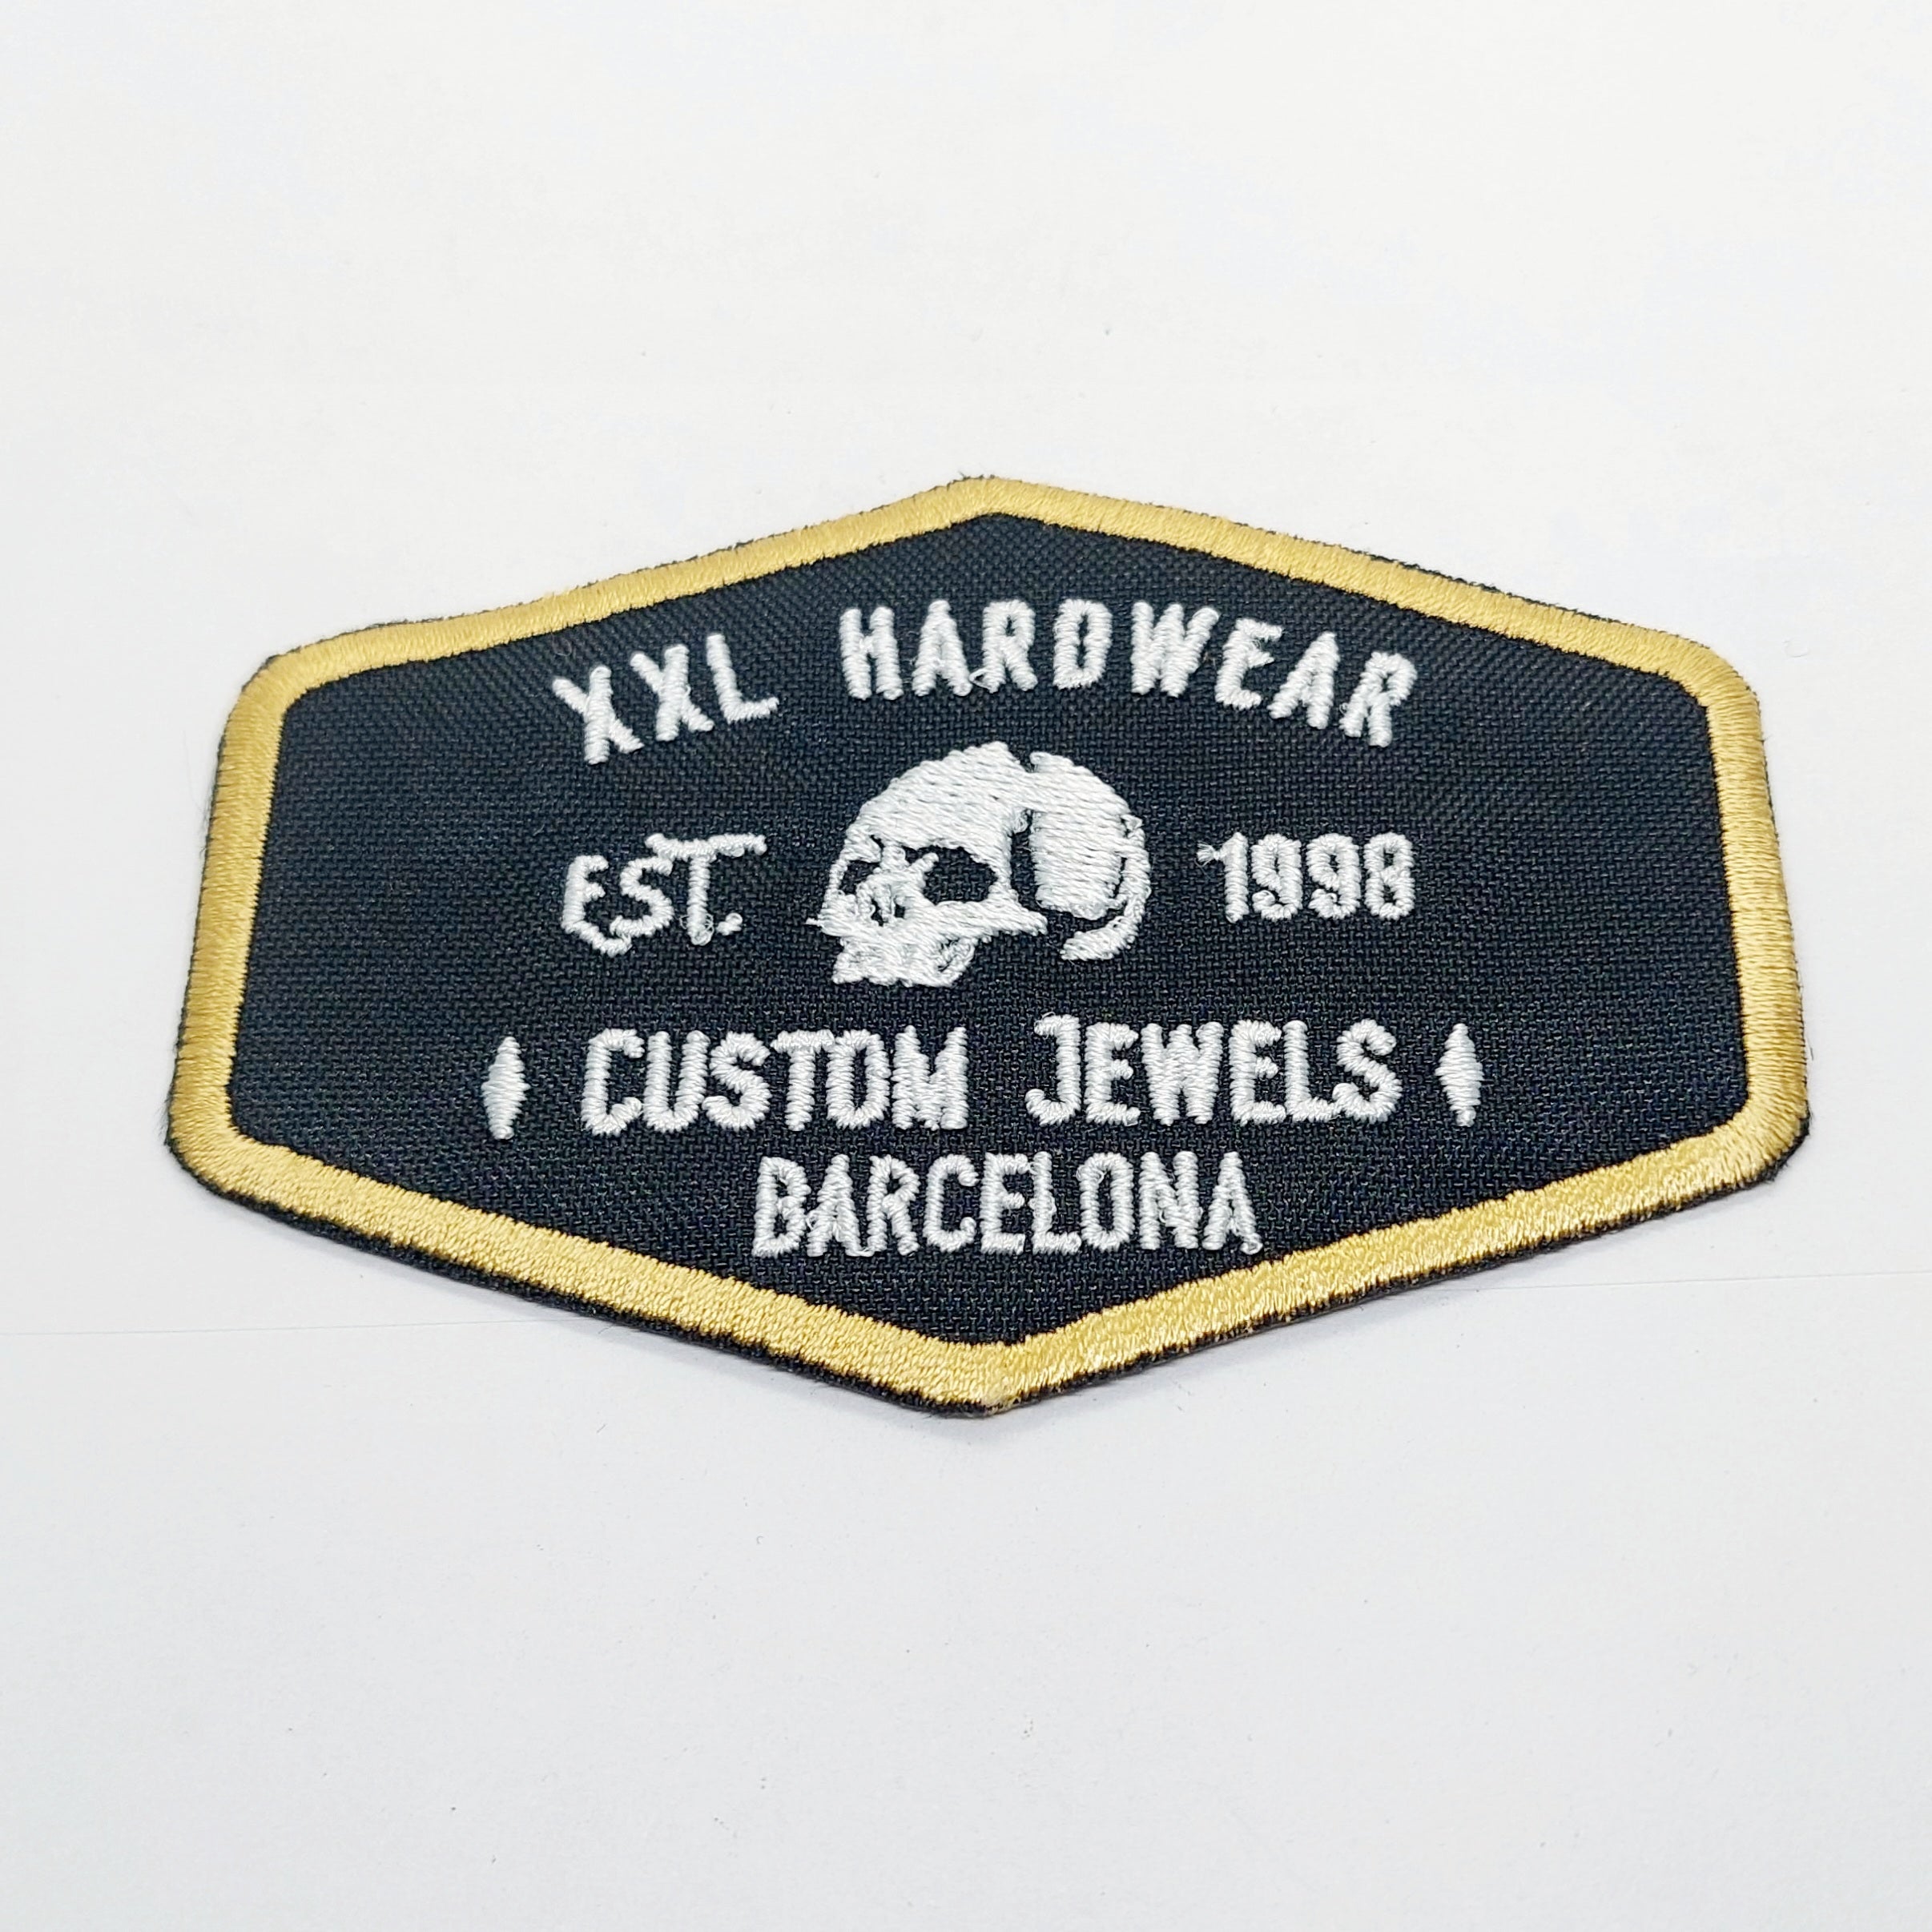 XXL HARDWEAR
EST. 1998
CUSTOM JEWELS
BARCELONA